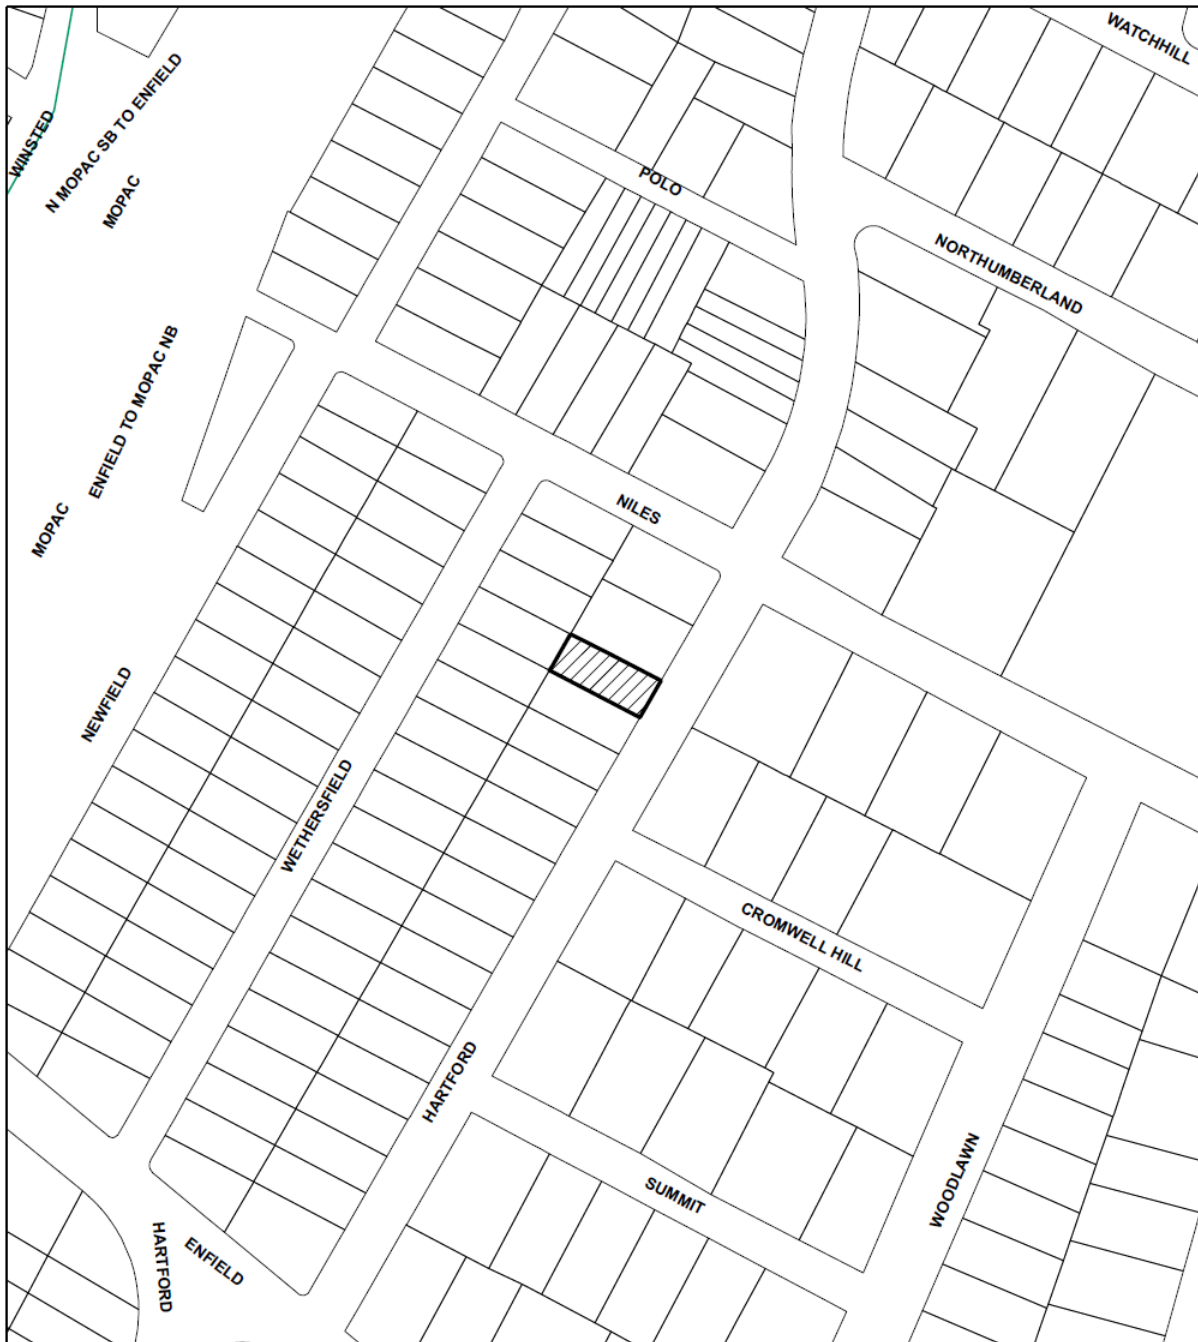 WATCHHILL
N MOPAC SB TO ENFIELD
WINSTED
MOPAC
POLO
NORTHUMBERLAND
ENFIELD TO MOPAC NB
MOPAC
NILES
NEWFIELD
WETHERSFIELD
CROMWELL HILL
HARTFORD
WOODLAWN
SUMMIT
HARTFORD
ENFIELD